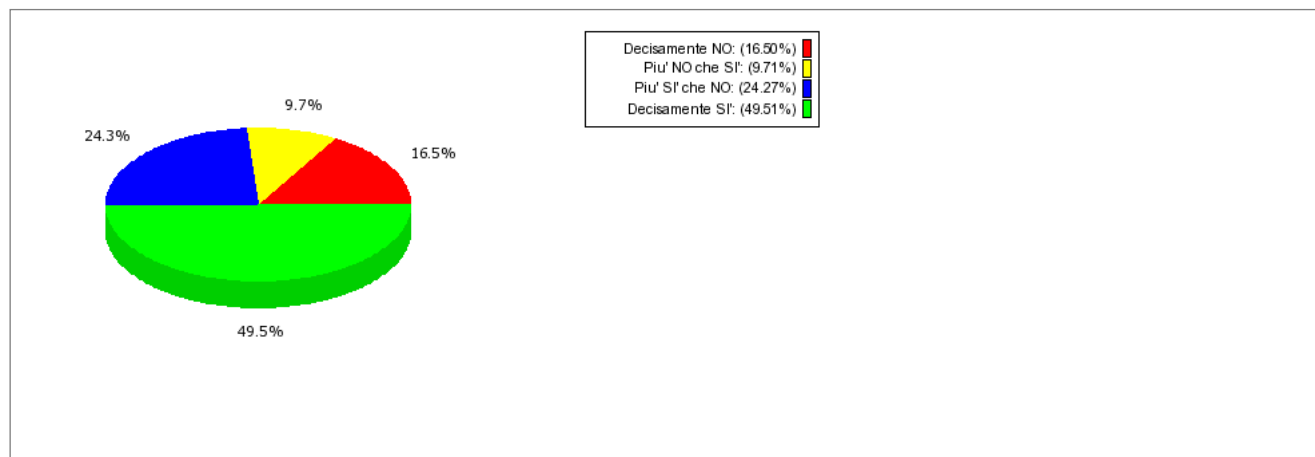 Decisamente NO: (16.50%)
Piu' NO che SI': (9.71%)
Piu' SI' che NO: (24.27%)
Decisamente SI': (49.51%)
9.7%
24.3%
16.5%
49.5%